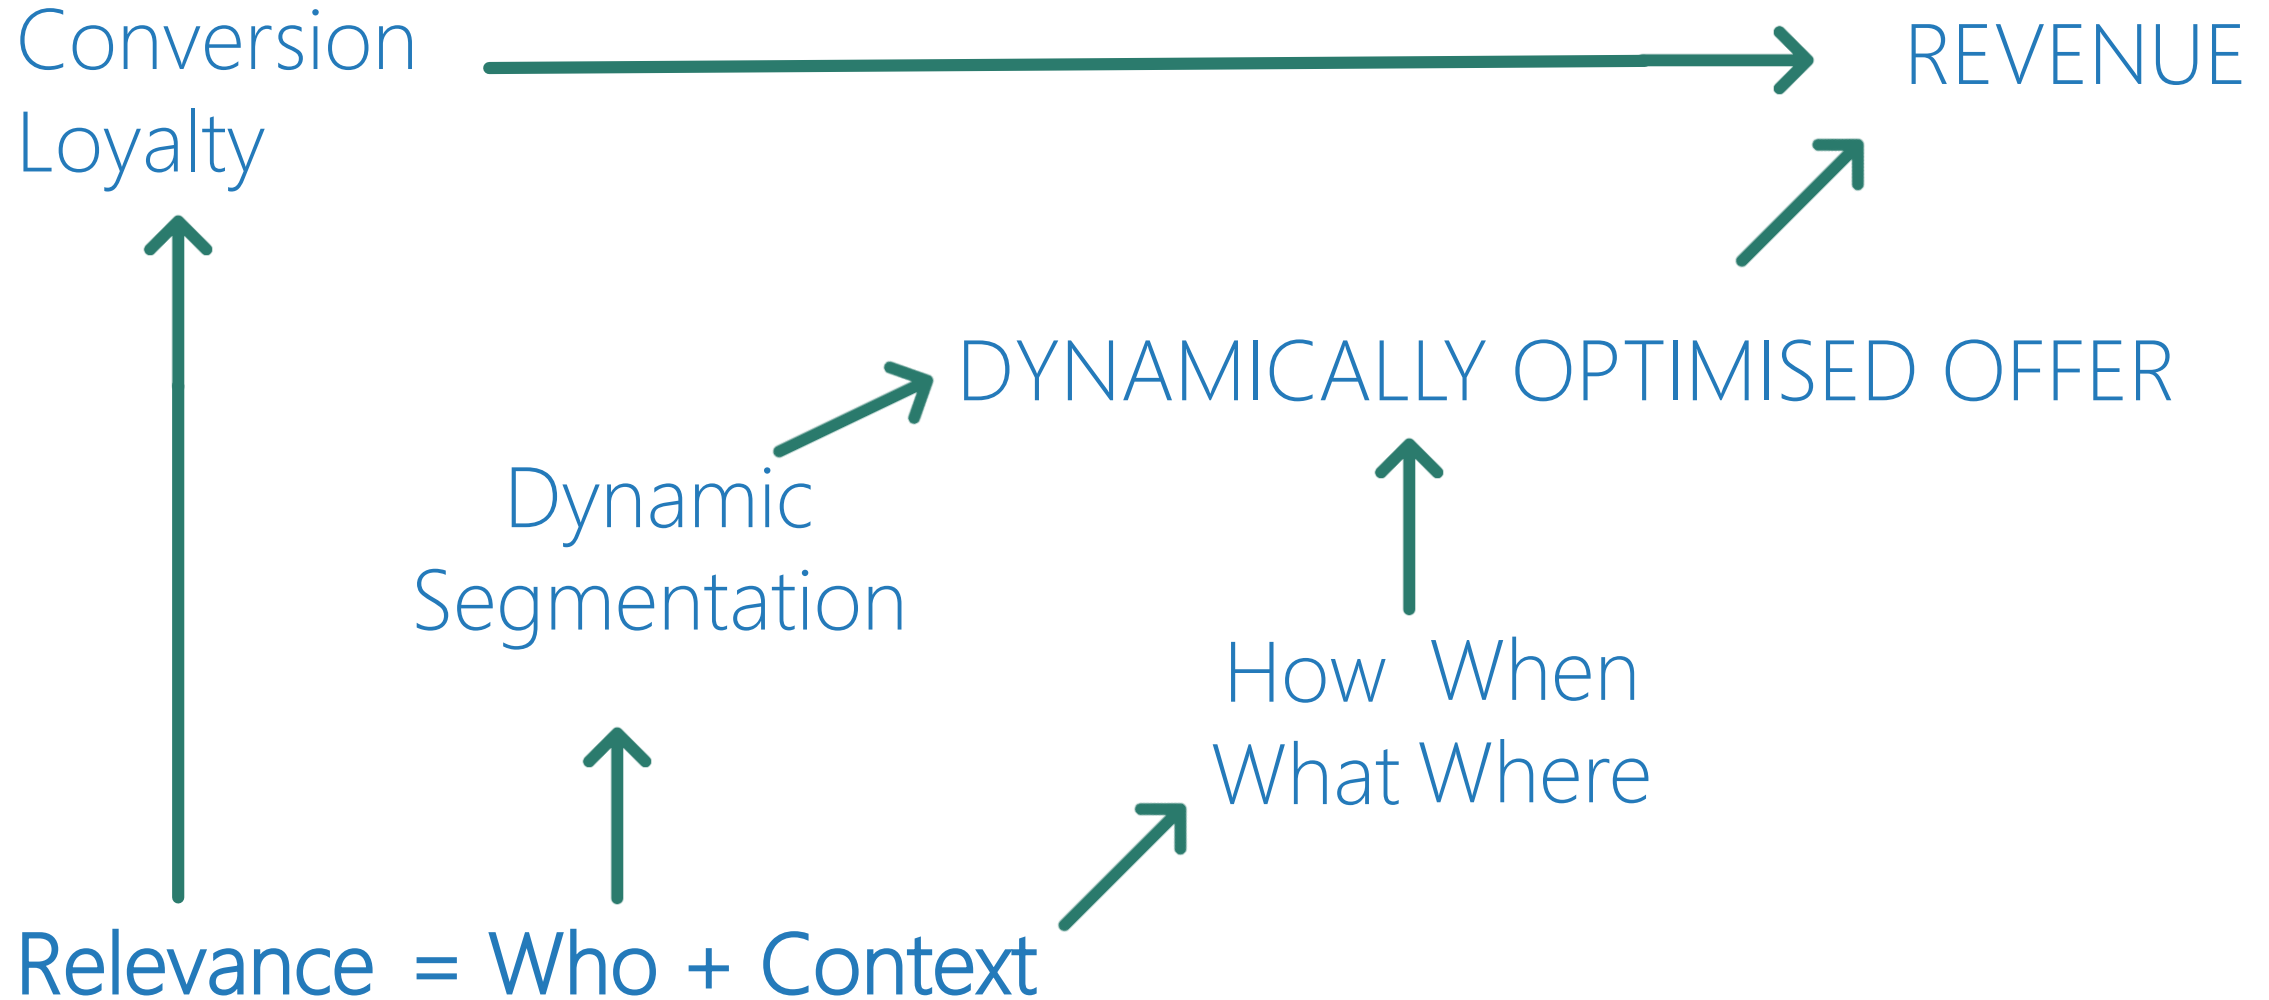 Conversion
Loyalty
REVENUE
DYNAMICALLY OPTIMISED OFFER
Dynamic
Segmentation
How When
What Where
Relevance = Who + Context